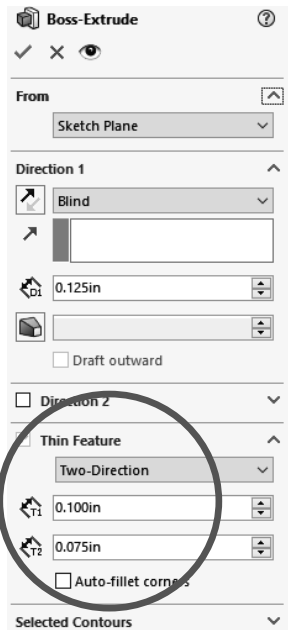 Boss-Extrude
From
Sketch Plane
Direction 1
Blind
D1 0.125in
Draft outward
Direction 2
Thin Feature
Two-Direction
T1 0.100in
T2 0.075in
Auto-fillet corners
Selected Contours